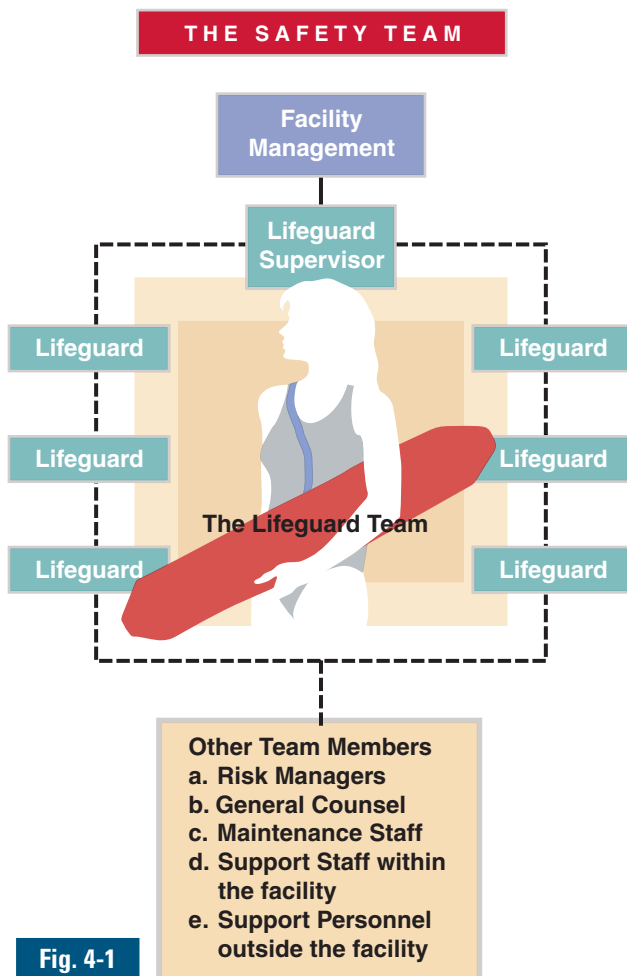 THE SAFETY TEAM
Facility
Management
Lifeguard
Supervisor
Lifeguard
Lifeguard
Lifeguard
Lifeguard
The Lifeguard Team
Lifeguard
Lifeguard
Other Team Members
a. Risk Managers
b. General Counsel
c. Maintenance Staff
d. Support Staff within
the facility
e. Support Personnel
outside the facility
Fig. 4-1